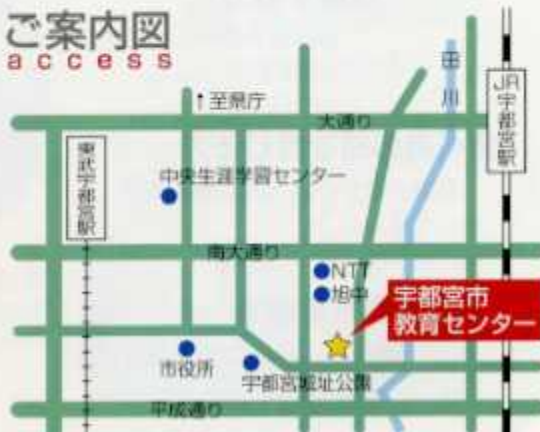 ご案内図
access
↑至県庁
田川
JR宇都宮駅
大通り
東武宇都宮駅
中央生涯学習センター
南大通り
NTT
旭中
宇都宮市
教育センター
市役所
宇都宮城址公園
平成通り